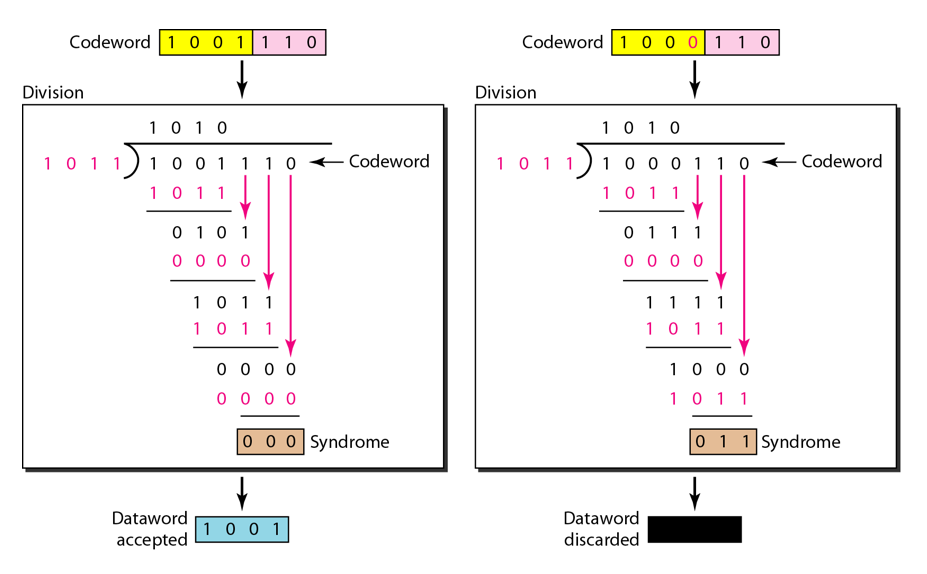 Codeword 1 0 0 1 1 1 0
Division
1 0 1 0
1 0 1 1 1 0 0 1 1 1 0 Codeword
1 0 1 1
0 1 0 1
0 0 0 0
1 0 1 1
1 0 1 1
0 0 0 0
0 0 0 0
0 0 0 Syndrome
Dataword
accepted 1 0 0 1
Codeword 1 0 0 0 1 1 0
Division
1 0 1 0
1 0 1 1 1 0 0 0 1 1 0 Codeword
1 0 1 1
0 1 1 1
0 0 0 0
1 1 1 1
1 0 1 1
1 0 0 0
1 0 1 1
0 1 1 Syndrome
Dataword
discarded